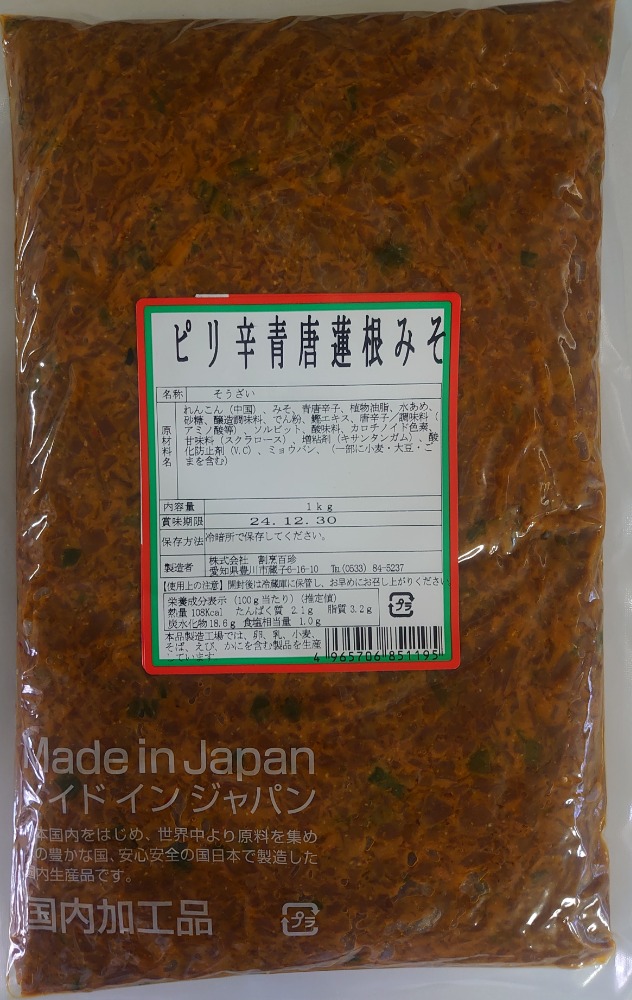 ピリ辛青唐蓮根みそ
名称 そうざい
原材料名 れんこん（中国）、みそ、青唐辛子、植物油脂、水あめ、
砂糖、醸造調味料、でん粉、鰹エキス、唐辛子／調味料（
アミノ酸等）、ソルビット、酸味料、カロチノイド色素、
甘味料（スクラロース）、増粘剤（キサンタンガム）、酸
化防止剤（V.C）、ミョウバン、（一部に小麦・大豆・ご
まを含む）
内容量 1kg
賞味期限 24.12.30
保存方法 冷暗所で保存してください。
製造者 株式会社 割烹百珍
愛知県豊川市蔵子6-16-10 ℡(0533) 84-5237
【使用上の注意】開封後は冷蔵庫に保管し、お早めにお召し上がりください
栄養成分表示（100g当たり）（推定値）
熱量 108Kcal たんぱく質 2.1g 脂質 3.2g
炭水化物 18.6g 食塩相当量 1.0g
プラ
本品製造工場では、卵、乳、小麦、
そば、えび、かにを含む製品を生産
しています
4 965706 851195
Made in Japan
イド イン ジャパン
本国内をはじめ、世界中より原料を集め
の豊かな国、安心安全の国日本で製造した
国内生産品です。
国内加工品
プラ